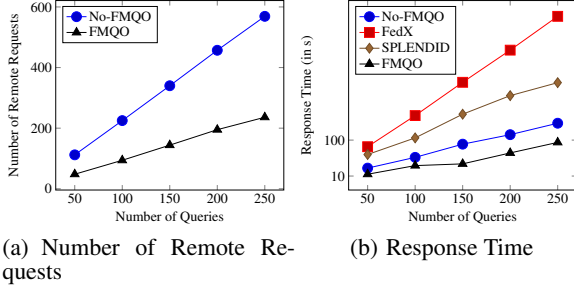 600
400
200
0
Number of Remote Requests
No-FMQO
FMQO
50 100 150 200 250
Number of Queries
(a) Number of Remote Re-
quests
100
10
Response Time (in s)
No-FMQO
FedX
SPLENDID
FMQO
50 100 150 200 250
Number of Queries
(b) Response Time